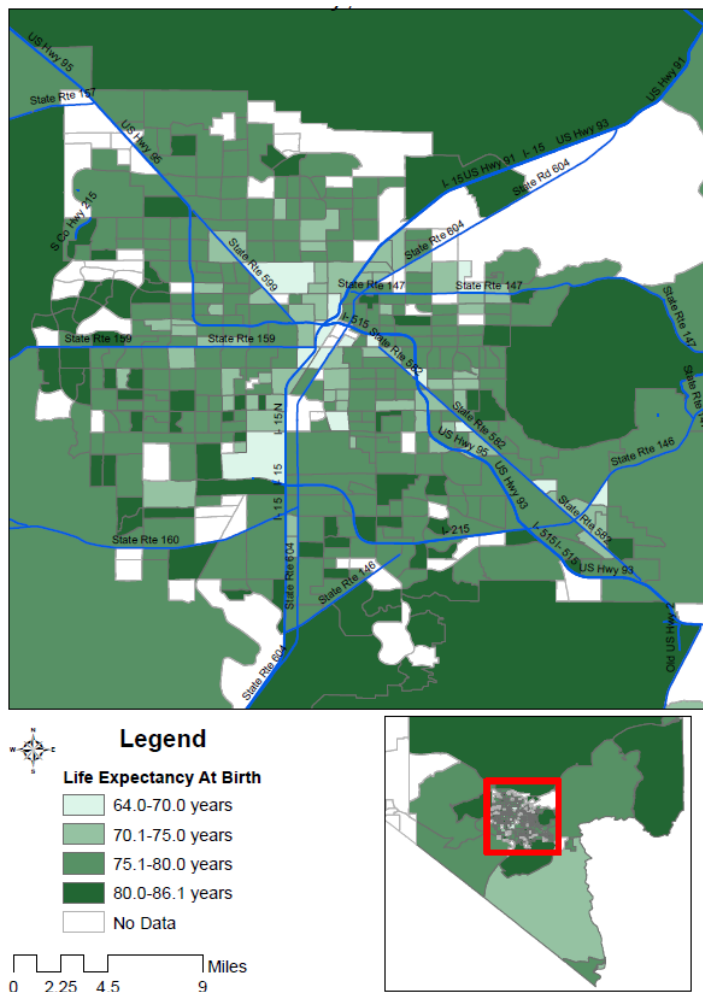 US Hwy 95
State Rte 157
US Hwy 95
US Hwy 91
I- 15
US Hwy 93
I- 15
US Hwy 91
State Rd 604
S Co Hwy 215
State Rte 604
State Rte 599
State Rte 147
State Rte 147
State Rte 147
I- 515
State Rte 582
State Rte 159
State Rte 159
I- 15 N
State Rte 582
US Hwy 95
State Rte 146
I- 15
US Hwy 93
I- 15
State Rte 582
State Rte 160
I- 215
I- 515
I- 515
US Hwy 93
State Rte 604
State Rte 146
Old US Hwy 2
State Rte 604
N
W E
S
Legend
Life Expectancy At Birth
64.0-70.0 years
70.1-75.0 years
75.1-80.0 years
80.0-86.1 years
No Data
Miles
0 2.25 4.5 9